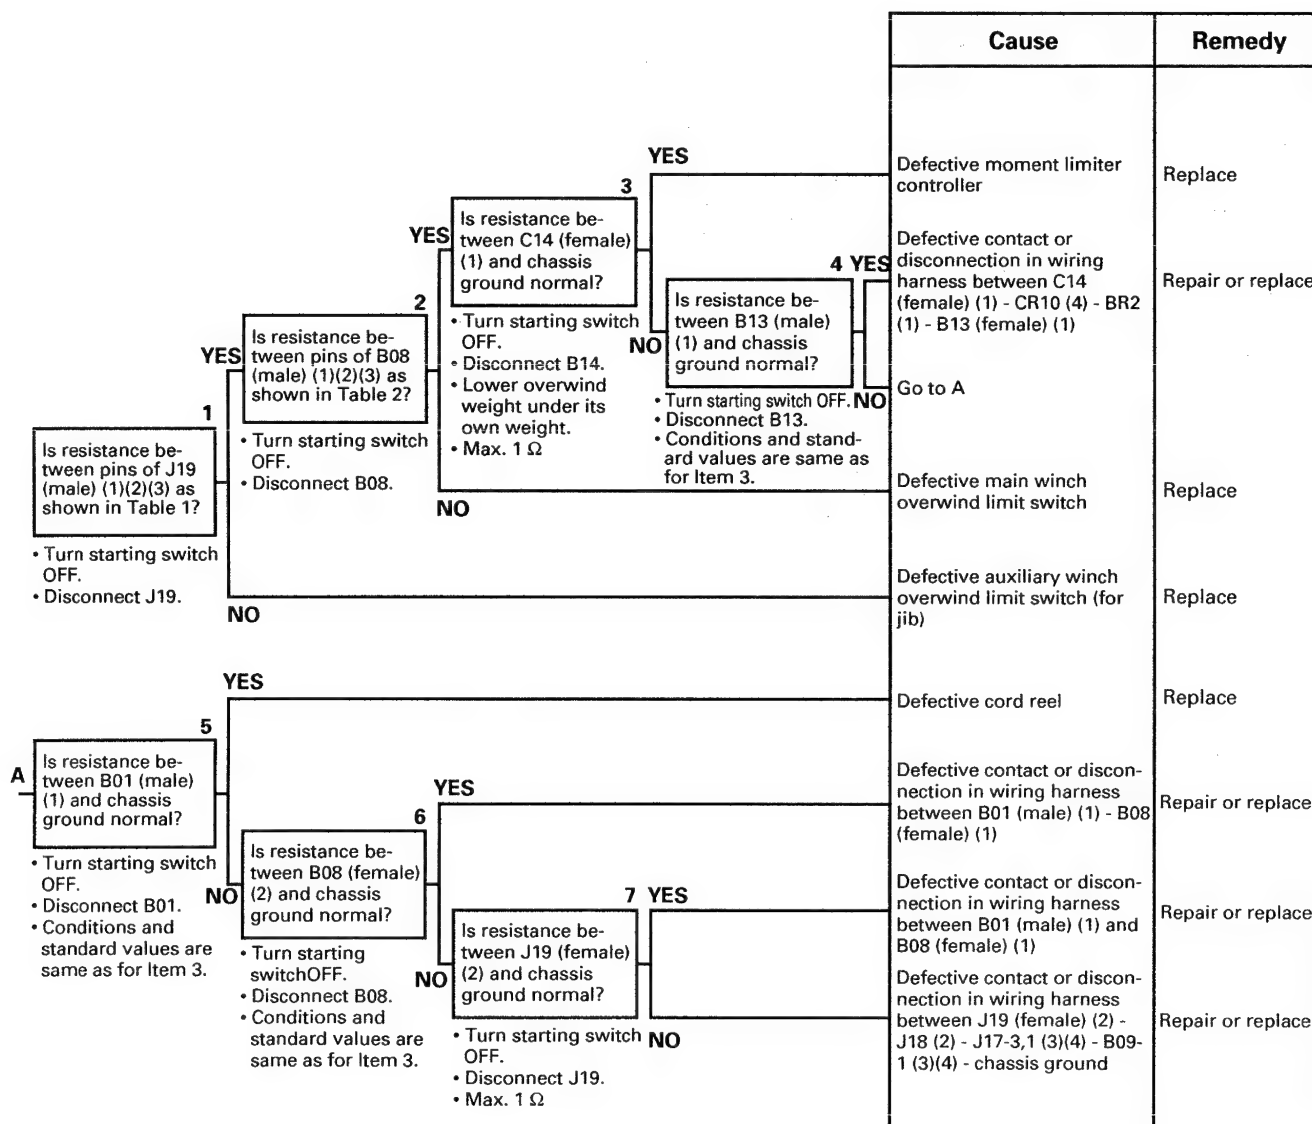 Cause
Remedy
YES
Defective moment limiter
controller
Replace
3
Is resistance be-
tween C14 (female)
(1) and chassis
ground normal?
YES
• Turn starting switch
OFF.
• Disconnect B14.
• Lower overwind
weight under its
own weight.
• Max. 1 Ω
NO
4 YES
Is resistance be-
tween B13 (male)
(1) and chassis
ground normal?
• Turn starting switch OFF.
• Disconnect B13.
• Conditions and stand-
ard values are same as
for Item 3.
Defective contact or
disconnection in wiring
harness between C14
(female) (1) - CR10 (4) - BR2
(1) - B13 (female) (1)
Repair or replace
NO
Go to A
2
Is resistance be-
tween pins of B08
(male) (1)(2)(3) as
shown in Table 2?
YES
• Turn starting switch
OFF.
• Disconnect B08.
NO
Defective main winch
overwind limit switch
Replace
1
Is resistance be-
tween pins of J19
(male) (1)(2)(3) as
shown in Table 1?
• Turn starting switch
OFF.
• Disconnect J19.
NO
Defective auxiliary winch
overwind limit switch (for
jib)
Replace
YES
Defective cord reel
Replace
5
A
Is resistance be-
tween B01 (male)
(1) and chassis
ground normal?
• Turn starting switch
OFF.
• Disconnect B01.
• Conditions and
standard values are
same as for Item 3.
NO
6
YES
Is resistance be-
tween B08 (female)
(2) and chassis
ground normal?
• Turn starting
switchOFF.
• Disconnect B08.
• Conditions and
standard values are
same as for Item 3.
Defective contact or discon-
nection in wiring harness
between B01 (male) (1) - B08
(female) (1)
Repair or replace
NO
7 YES
Is resistance be-
tween J19 (female)
(2) and chassis
ground normal?
• Turn starting switch
OFF.
• Disconnect J19.
• Max. 1 Ω
Defective contact or discon-
nection in wiring harness
between B01 (male) (1) and
B08 (female) (1)
Repair or replace
NO
Defective contact or discon-
nection in wiring harness
between J19 (female) (2) -
J18 (2) - J17-3,1 (3)(4) - B09-
1 (3)(4) - chassis ground
Repair or replace